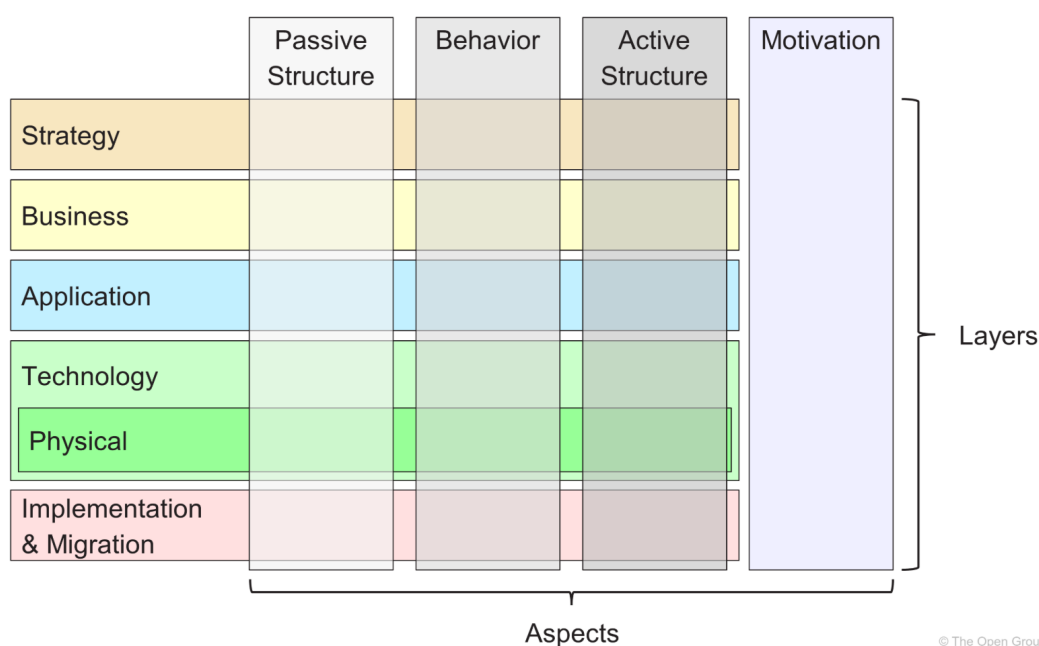 Passive
Structure
Behavior
Active
Structure
Motivation
Strategy
Business
Application
Technology
Physical
Implementation
& Migration
Layers
Aspects
© The Open Grou